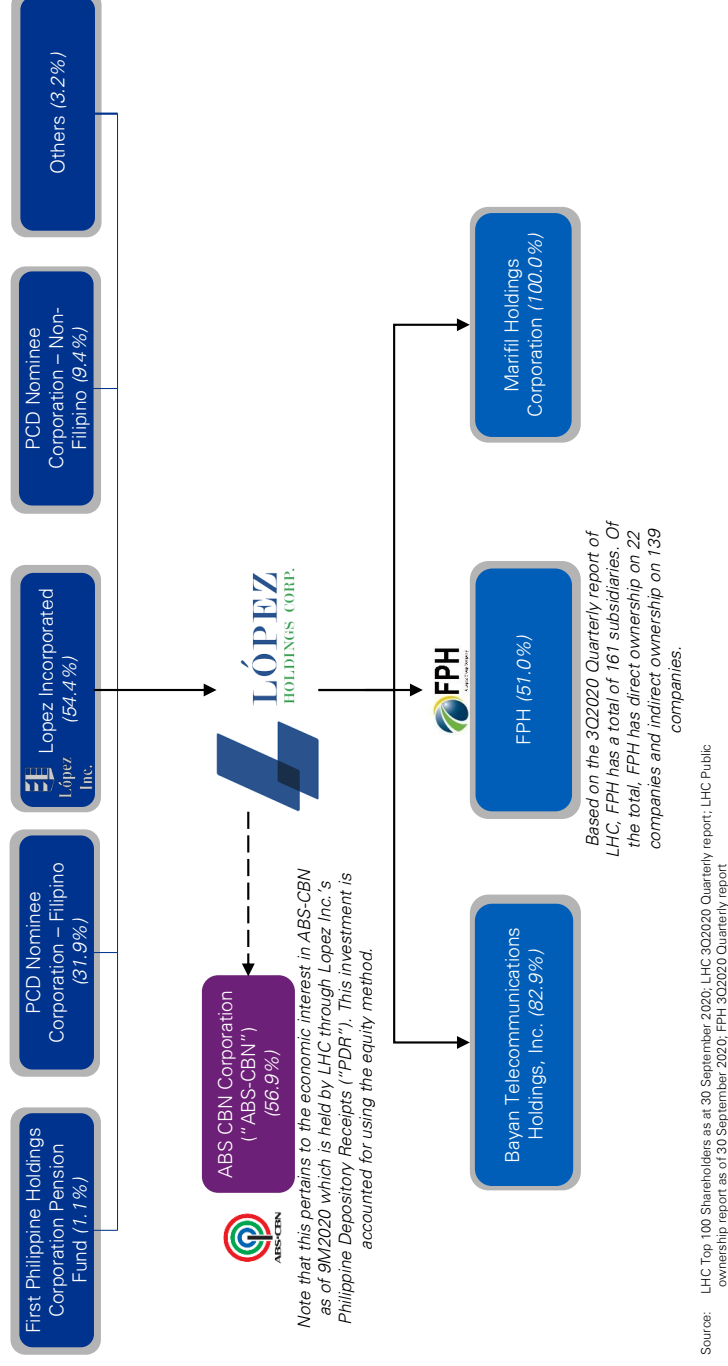 First Philippine Holdings
Corporation Pension
Fund (1.1%)
PCD Nominee
Corporation – Filipino
(31.9%)
López
Inc.
Lopez Incorporated
(54.4%)
PCD Nominee
Corporation – Non-
Filipino (9.4%)
Others (3.2%)
ABS-CBN
ABS CBN Corporation
("ABS-CBN")
(56.9%)
LÓPEZ
HOLDINGS CORP.
Note that this pertains to the economic interest in ABS-CBN
as of 9M2020 which is held by LHC through Lopez Inc.'s
Philippine Depository Receipts ("PDR"). This investment is
accounted for using the equity method.
Bayan Telecommunications
Holdings, Inc. (82.9%)
FPH
FPH (51.0%)
Marifil Holdings
Corporation (100.0%)
Based on the 3Q2020 Quarterly report of
LHC, FPH has a total of 161 subsidiaries. Of
the total, FPH has direct ownership on 22
companies and indirect ownership on 139
companies.
Source: LHC Top 100 Shareholders as at 30 September 2020; LHC 3Q2020 Quarterly report; LHC Public
ownership report as of 30 September 2020; FPH 3Q2020 Quarterly report